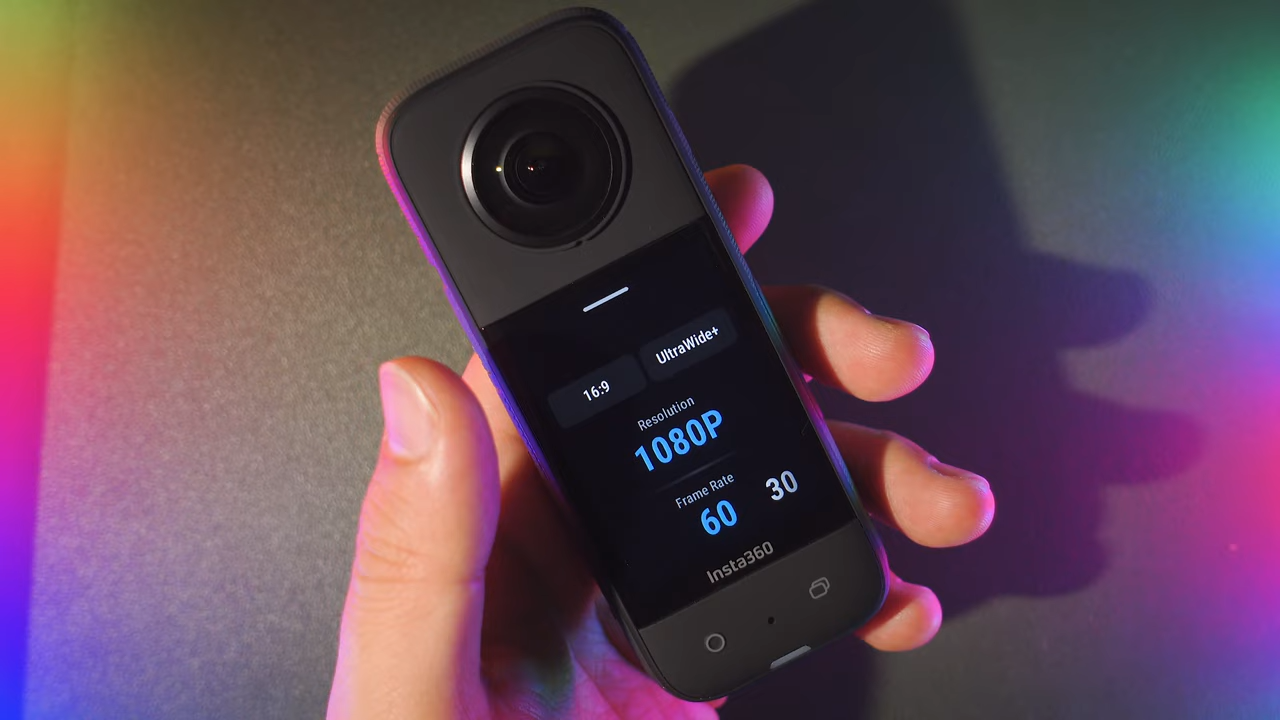 16:9 UltraWide+
Resolution
1080P
Frame Rate
60 30
Insta360